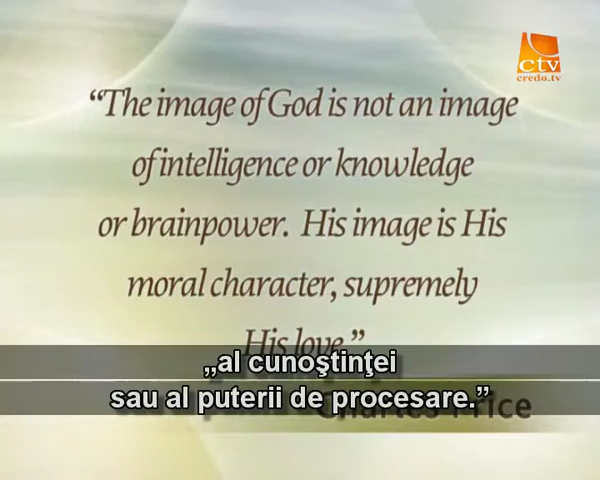 ctv
credo.tv
“The image of God is not an image
of intelligence or knowledge
or brainpower. His image is His
moral character, supremely
His love.”
„al cunoştinţei
sau al puterii de procesare.”
Charles Price